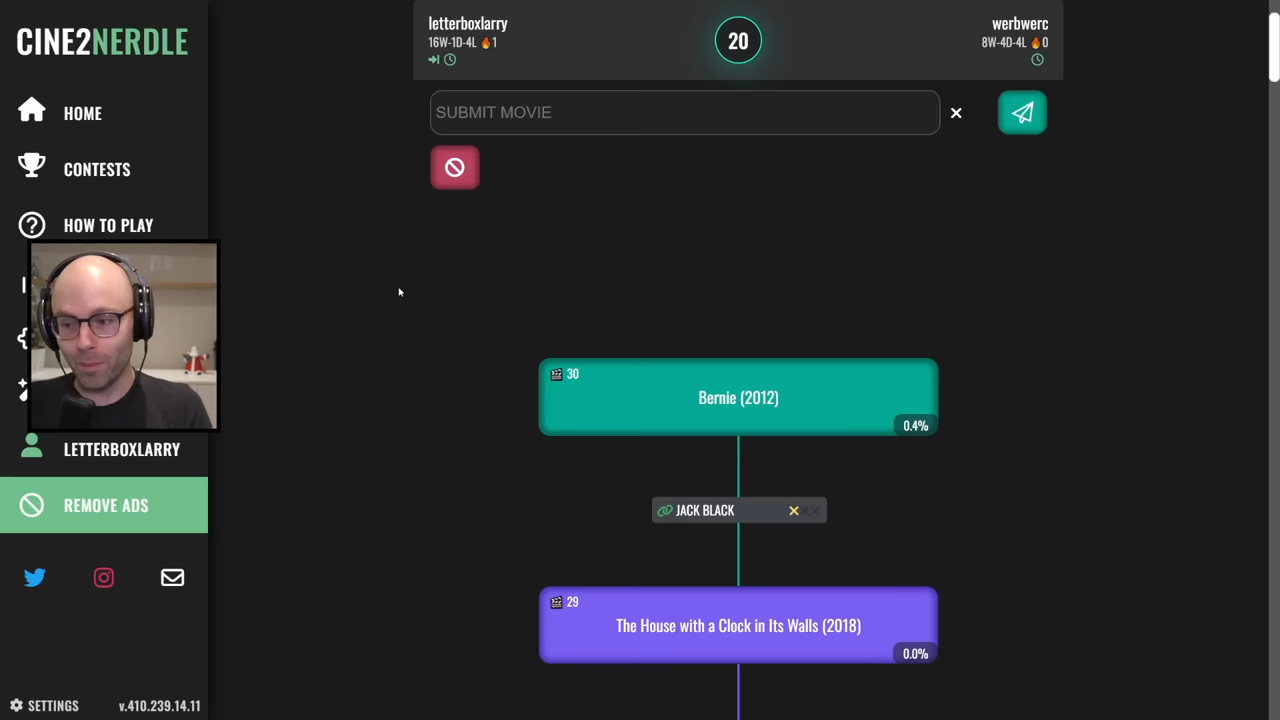 CINE2NERDLE
HOME
CONTESTS
HOW TO PLAY
LETTERBOXLARRY
REMOVE ADS
SETTINGS
v.410.239.14.11
letterboxlarry
16W-1D-4L 🔥1
20
werbwerc
8W-4D-4L 🔥0
SUBMIT MOVIE
30
Bernie (2012)
0.4%
JACK BLACK
29
The House with a Clock in Its Walls (2018)
0.0%